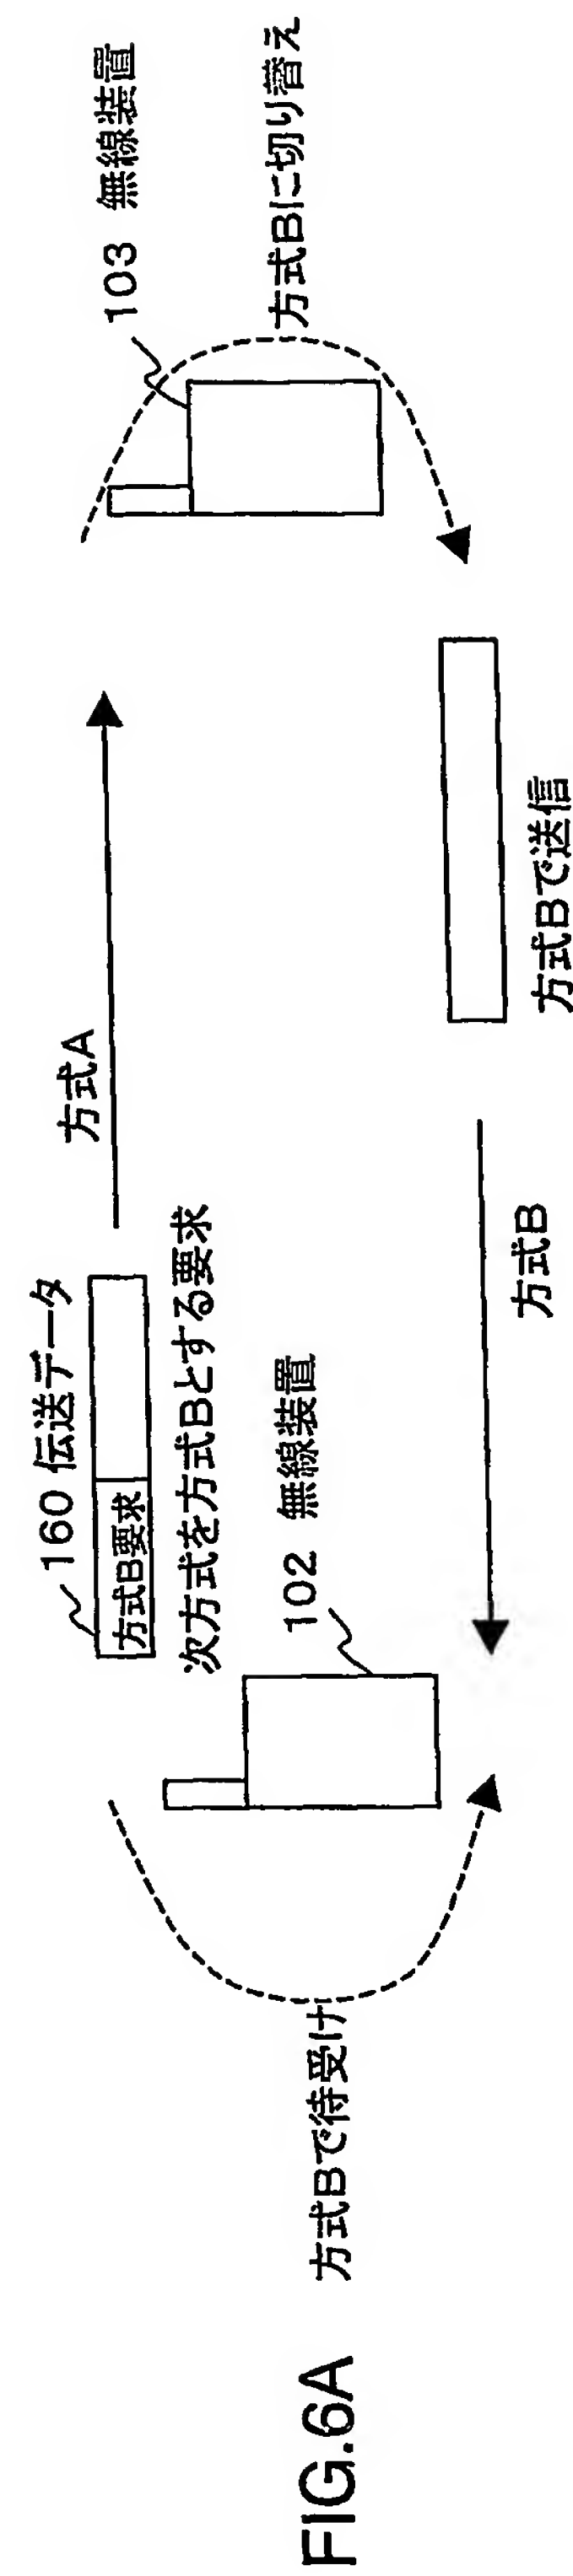 160 伝送データ
方式B要求
次方式を方式Bとする要求
方式A
103 無線装置
方式Bに切り替え
102 無線装置
方式Bで待受け
方式B
方式Bで送信
FIG.6A